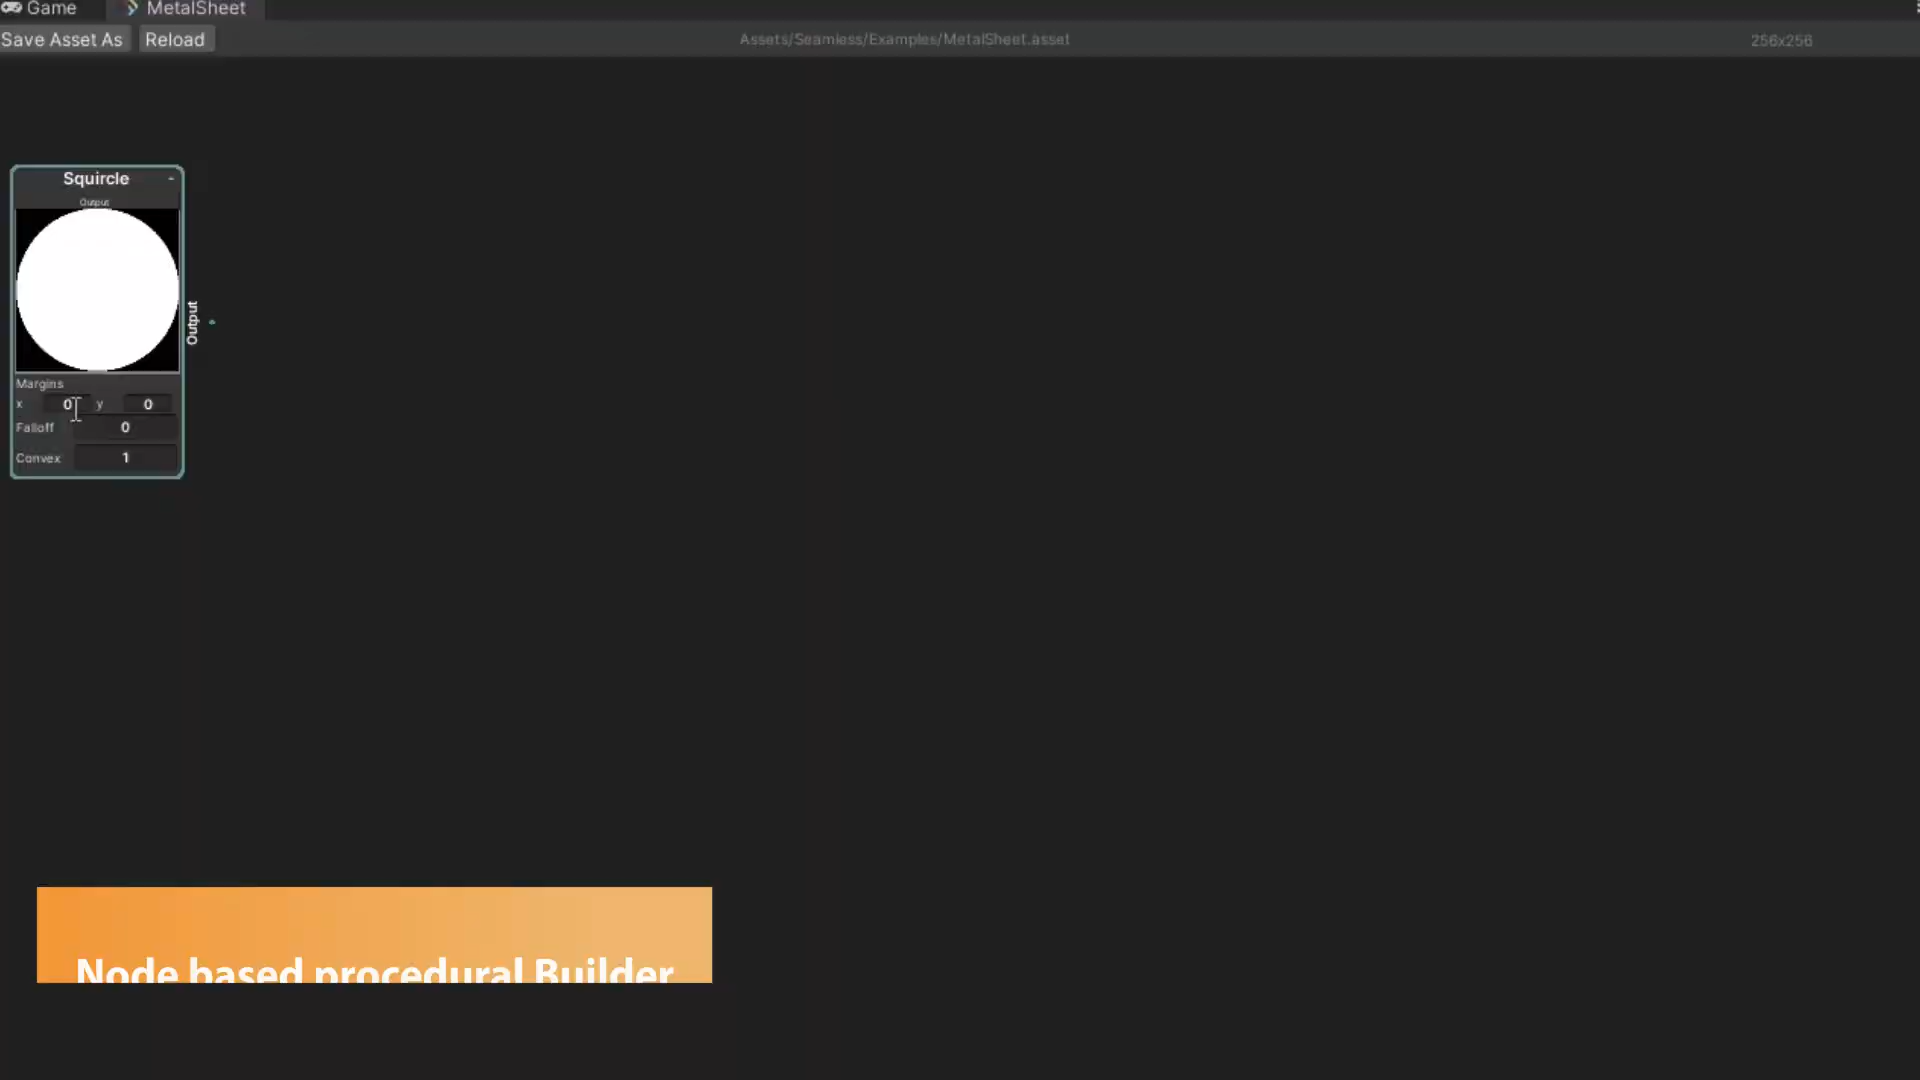 Game MetalSheet
Save Asset As Reload Assets/Seamless/Examples/MetalSheet.asset 256x256
Squircle
Output
Output
Margins
x 0 y 0
Falloff 0
Convex 1
Node based procedural Builder